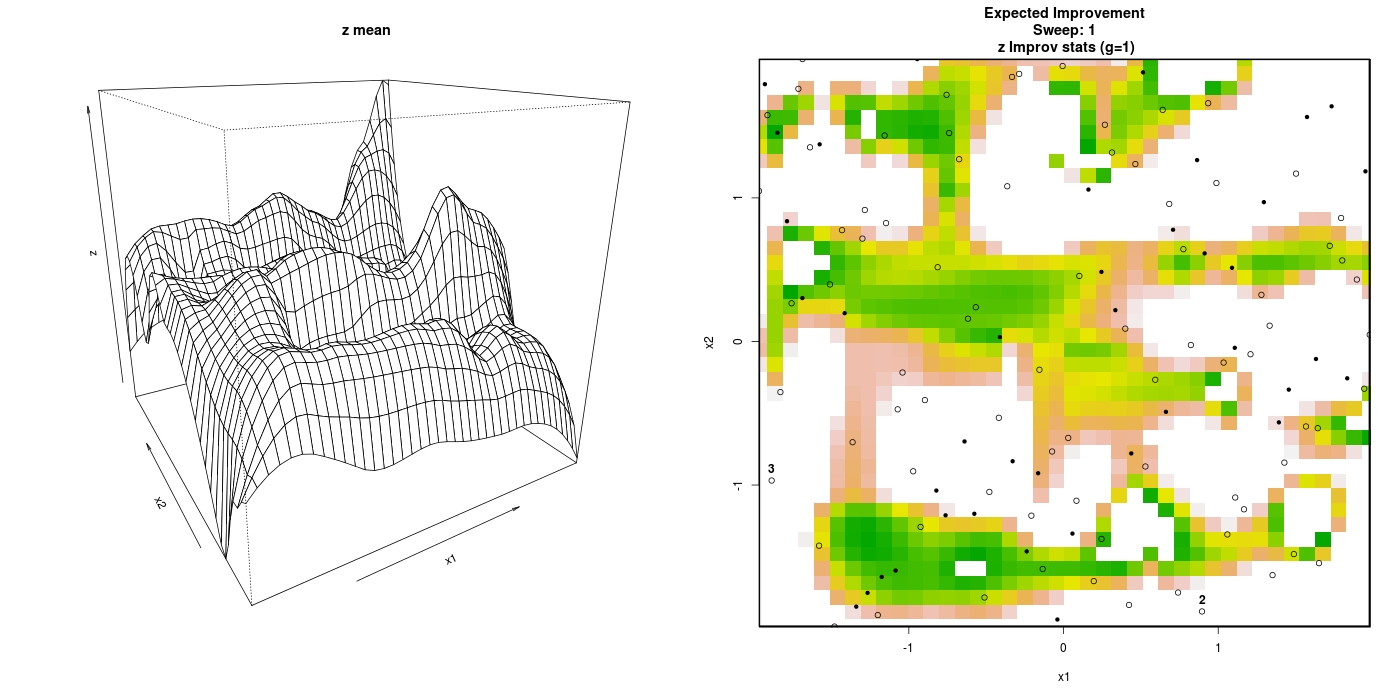 z mean
z
x2
x1
Expected Improvement
Sweep: 1
z Improv stats (g=1)
x2
1
0
-1
3
2
-1
0
1
x1